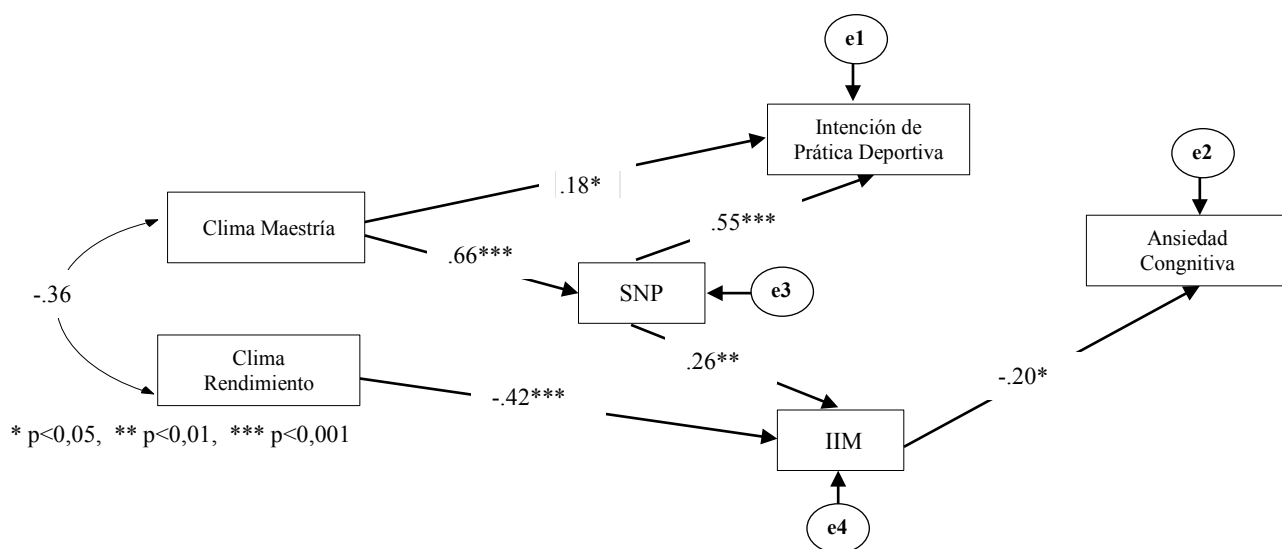 e1
Intención de
Prática Deportiva
e2
.18*
Clima Maestría
.55***
Ansiedad
Congnitiva
.66***
SNP
e3
-.36
Clima
Rendimiento
.26**
-.20*
-.42***
* p<0,05, ** p<0,01, *** p<0,001
IIM
e4